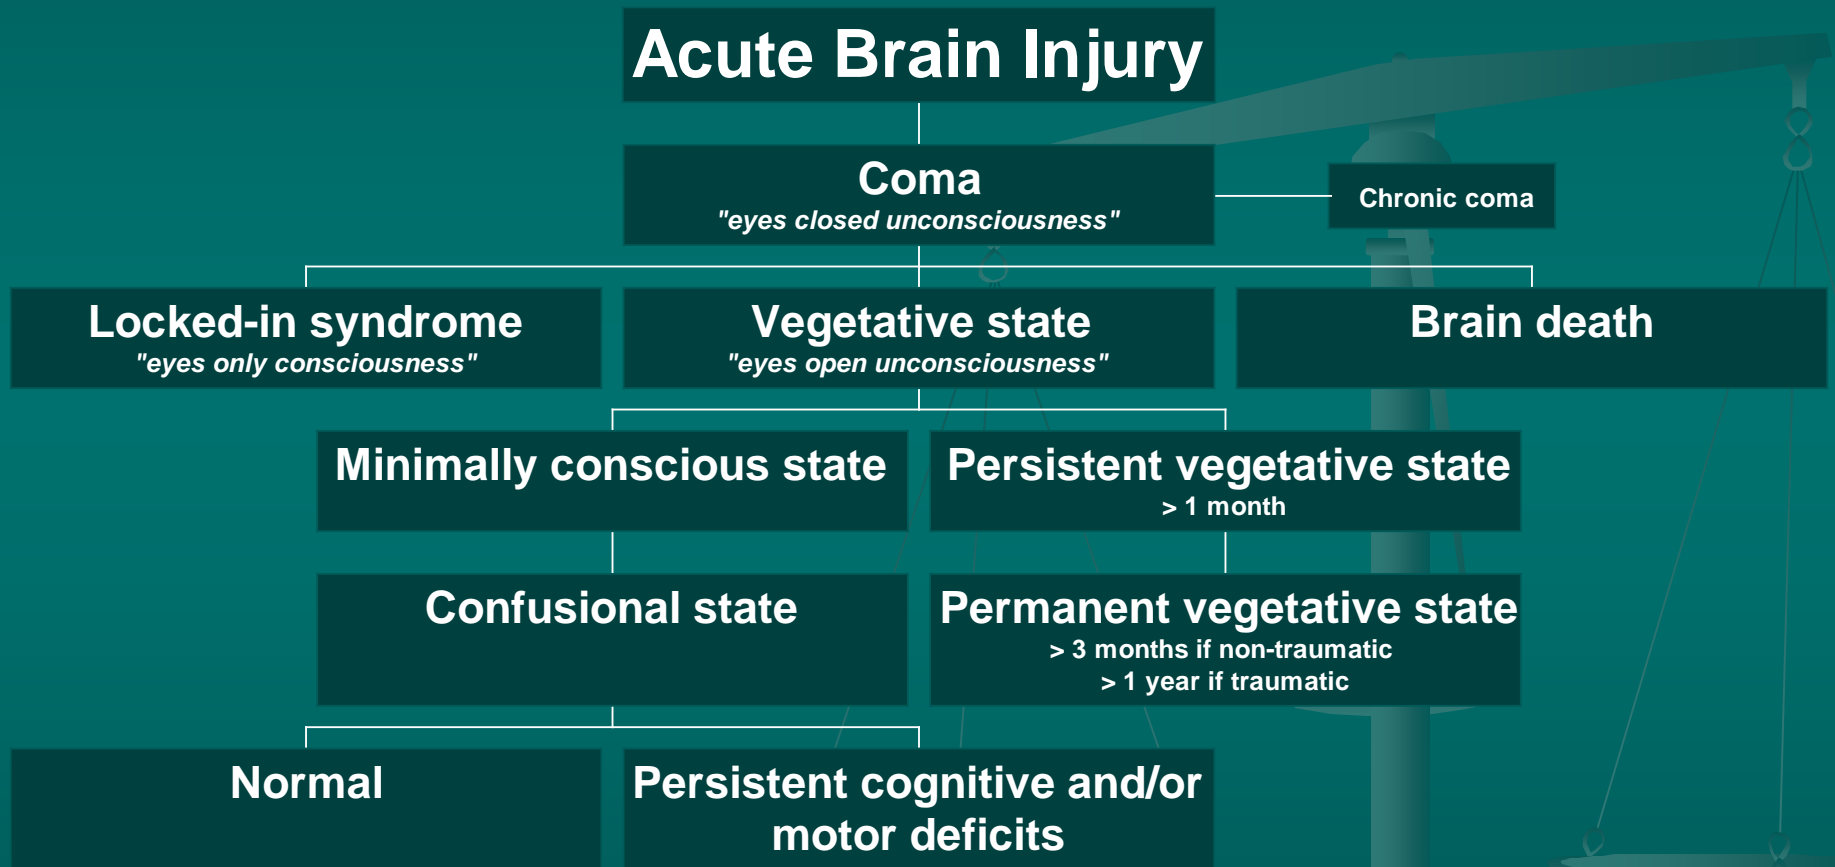 Acute Brain Injury
Coma
"eyes closed unconsciousness"
Chronic coma
Locked-in syndrome
"eyes only consciousness"
Vegetative state
"eyes open unconsciousness"
Brain death
Minimally conscious state
Persistent vegetative state
> 1 month
Confusional state
Permanent vegetative state
> 3 months if non-traumatic
> 1 year if traumatic
Normal
Persistent cognitive and/or
motor deficits